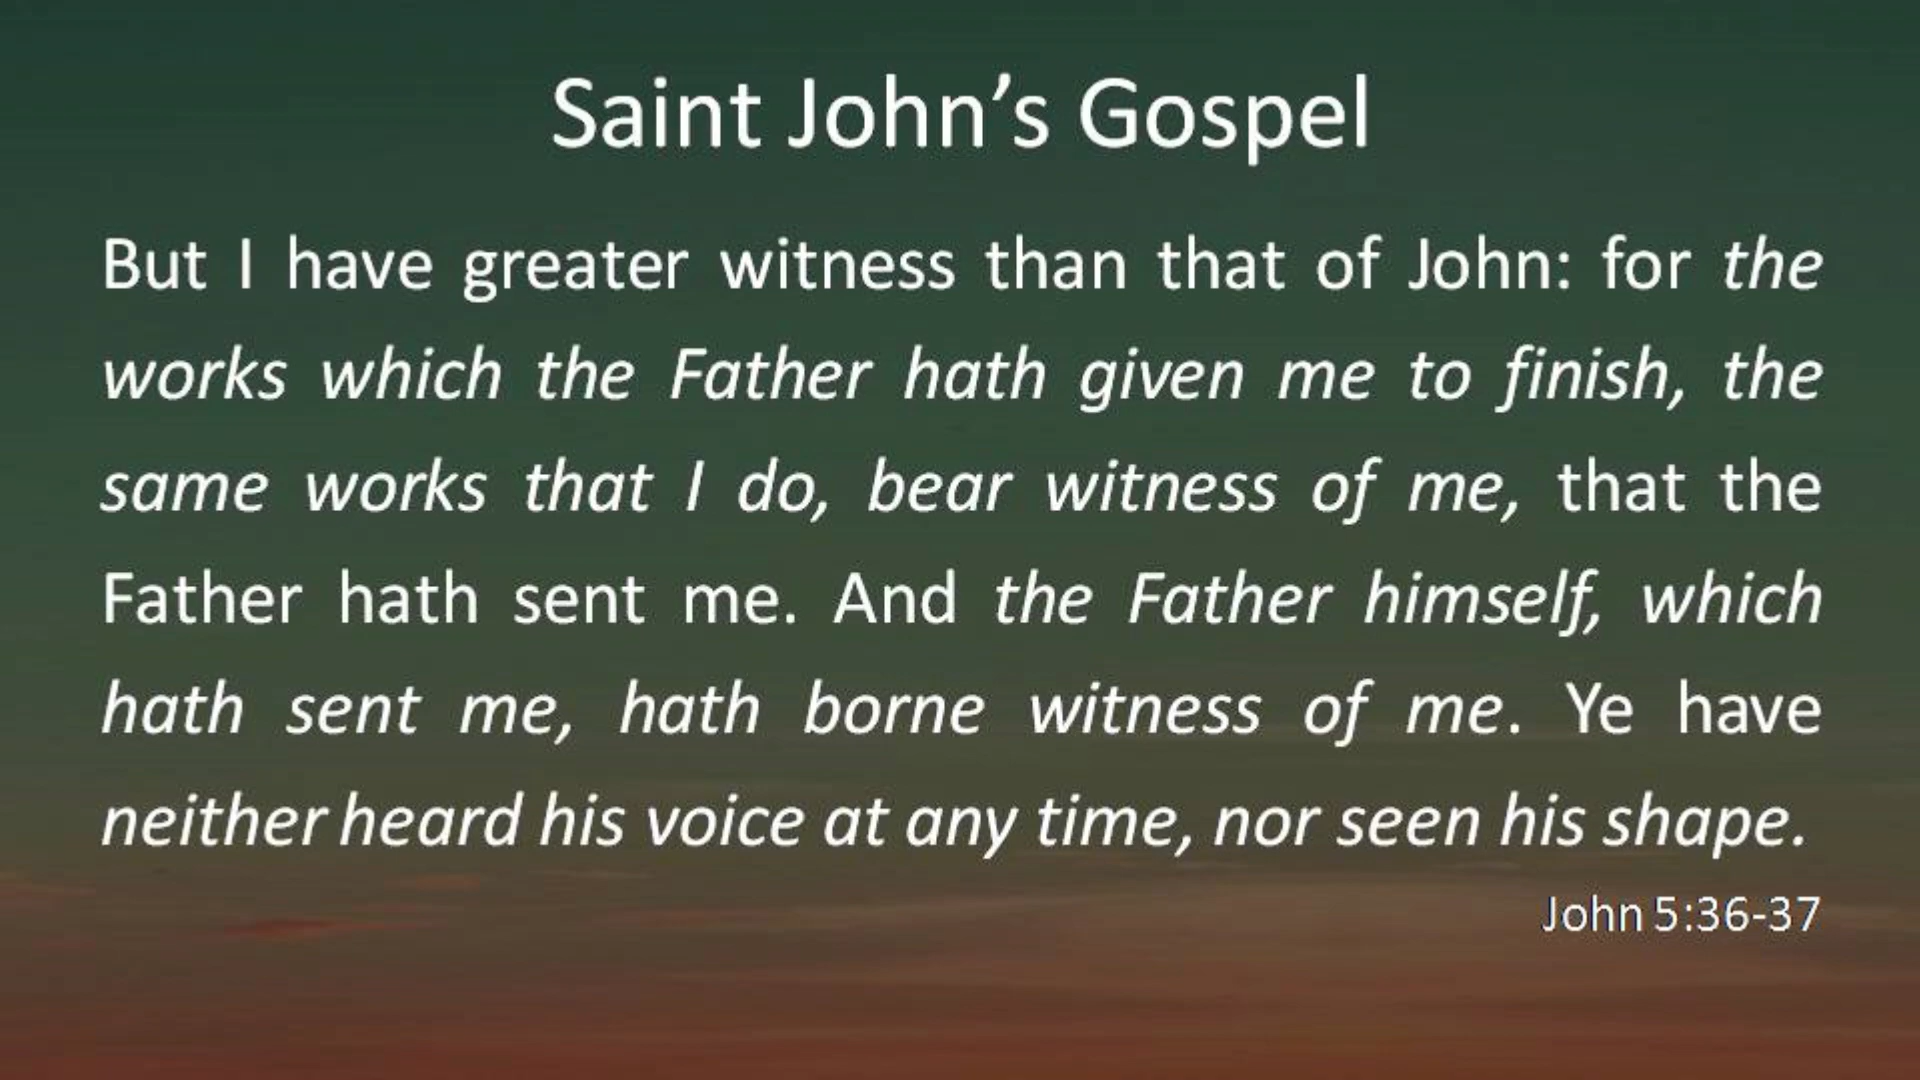 Saint John’s Gospel
But I have greater witness than that of John: for the
works which the Father hath given me to finish, the
same works that I do, bear witness of me, that the
Father hath sent me. And the Father himself, which
hath sent me, hath borne witness of me. Ye have
neither heard his voice at any time, nor seen his shape.
John 5:36-37